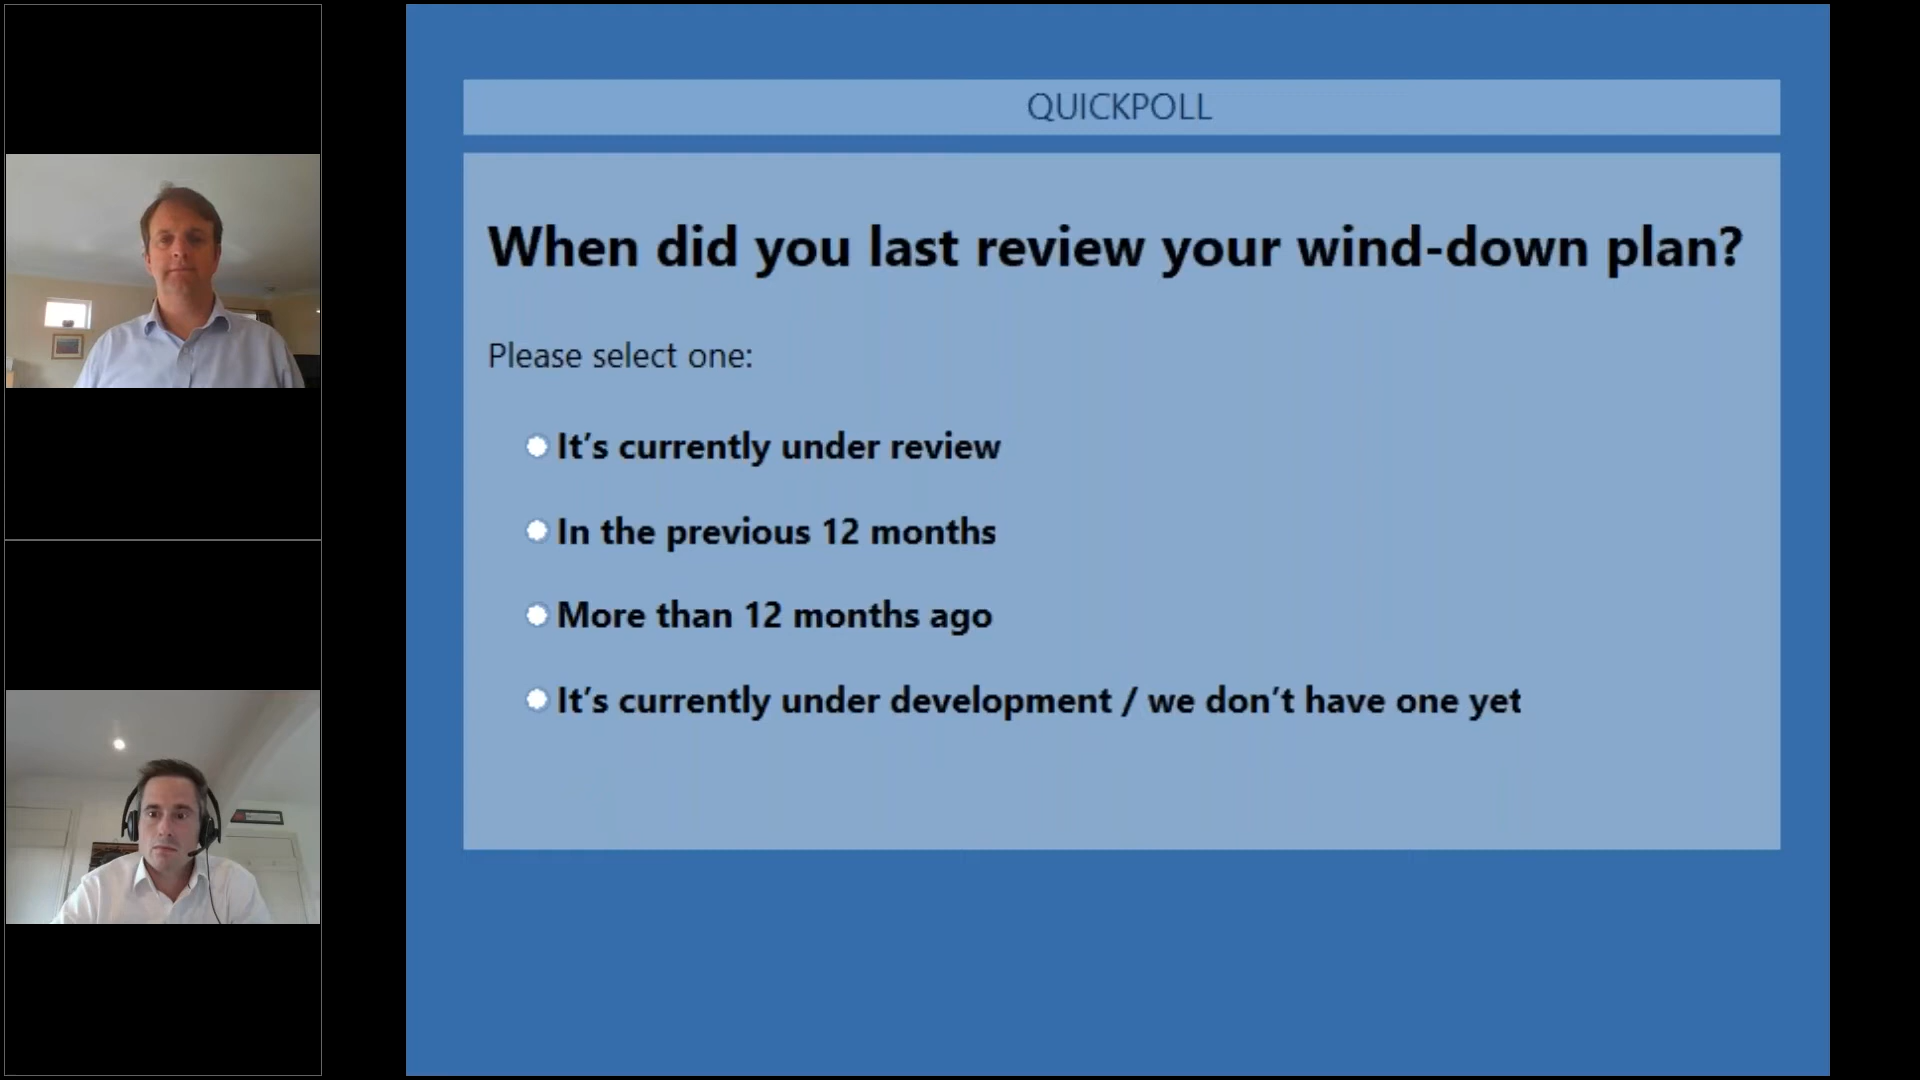 QUICKPOLL
When did you last review your wind-down plan?
Please select one:
It’s currently under review
In the previous 12 months
More than 12 months ago
It’s currently under development / we don’t have one yet